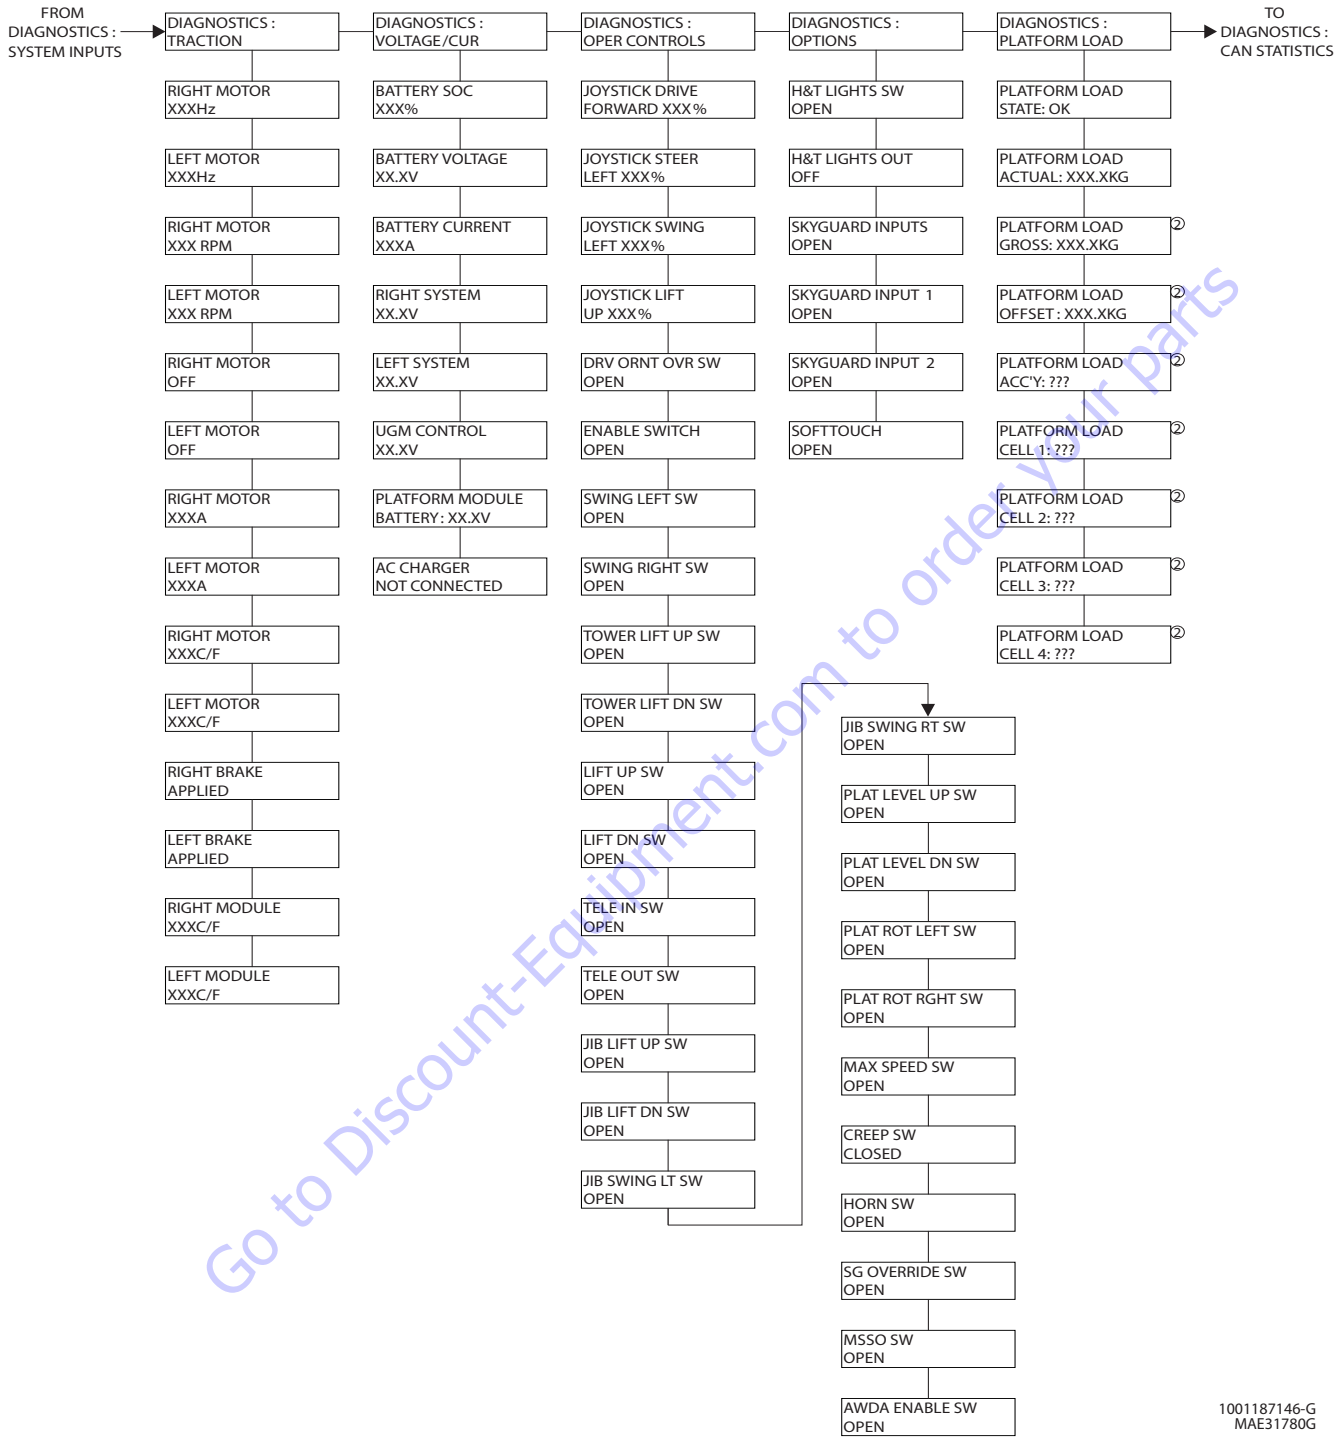 FROM
DIAGNOSTICS :
SYSTEM INPUTS
DIAGNOSTICS :
TRACTION
RIGHT MOTOR
XXXHz
LEFT MOTOR
XXXHz
RIGHT MOTOR
XXX RPM
LEFT MOTOR
XXX RPM
RIGHT MOTOR
OFF
LEFT MOTOR
OFF
RIGHT MOTOR
XXXA
LEFT MOTOR
XXXA
RIGHT MOTOR
XXXC/F
LEFT MOTOR
XXXC/F
RIGHT BRAKE
APPLIED
LEFT BRAKE
APPLIED
RIGHT MODULE
XXXC/F
LEFT MODULE
XXXC/F
DIAGNOSTICS :
VOLTAGE/CUR
BATTERY SOC
XXX%
BATTERY VOLTAGE
XX.XV
BATTERY CURRENT
XXXA
RIGHT SYSTEM
XX.XV
LEFT SYSTEM
XX.XV
UGM CONTROL
XX.XV
PLATFORM MODULE
BATTERY: XX.XV
AC CHARGER
NOT CONNECTED
DIAGNOSTICS :
OPER CONTROLS
JOYSTICK DRIVE
FORWARD XXX%
JOYSTICK STEER
LEFT XXX%
JOYSTICK SWING
LEFT XXX%
JOYSTICK LIFT
UP XXX%
DRV ORNT OVR SW
OPEN
ENABLE SWITCH
OPEN
SWING LEFT SW
OPEN
SWING RIGHT SW
OPEN
TOWER LIFT UP SW
OPEN
TOWER LIFT DN SW
OPEN
LIFT UP SW
OPEN
LIFT DN SW
OPEN
TELE IN SW
OPEN
TELE OUT SW
OPEN
JIB LIFT UP SW
OPEN
JIB LIFT DN SW
OPEN
JIB SWING LT SW
OPEN
JIB SWING RT SW
OPEN
PLAT LEVEL UP SW
OPEN
PLAT LEVEL DN SW
OPEN
PLAT ROT LEFT SW
OPEN
PLAT ROT RGHT SW
OPEN
MAX SPEED SW
OPEN
CREEP SW
CLOSED
HORN SW
OPEN
SG OVERRIDE SW
OPEN
MSSO SW
OPEN
AWDA ENABLE SW
OPEN
DIAGNOSTICS :
OPTIONS
H&T LIGHTS SW
OPEN
H&T LIGHTS OUT
OFF
SKYGUARD INPUTS
OPEN
SKYGUARD INPUT 1
OPEN
SKYGUARD INPUT 2
OPEN
SOFTTOUCH
OPEN
DIAGNOSTICS :
PLATFORM LOAD
PLATFORM LOAD
STATE: OK
PLATFORM LOAD
ACTUAL: XXX.XKG
PLATFORM LOAD ②
GROSS: XXX.XKG
PLATFORM LOAD ②
OFFSET : XXX.XKG
PLATFORM LOAD ②
ACC'Y: ???
PLATFORM LOAD ②
CELL 1: ???
PLATFORM LOAD ②
CELL 2: ???
PLATFORM LOAD ②
CELL 3: ???
PLATFORM LOAD ②
CELL 4: ???
TO
DIAGNOSTICS :
CAN STATISTICS
Go to Discount-Equipment.com to order your parts
1001187146-G
MAE31780G